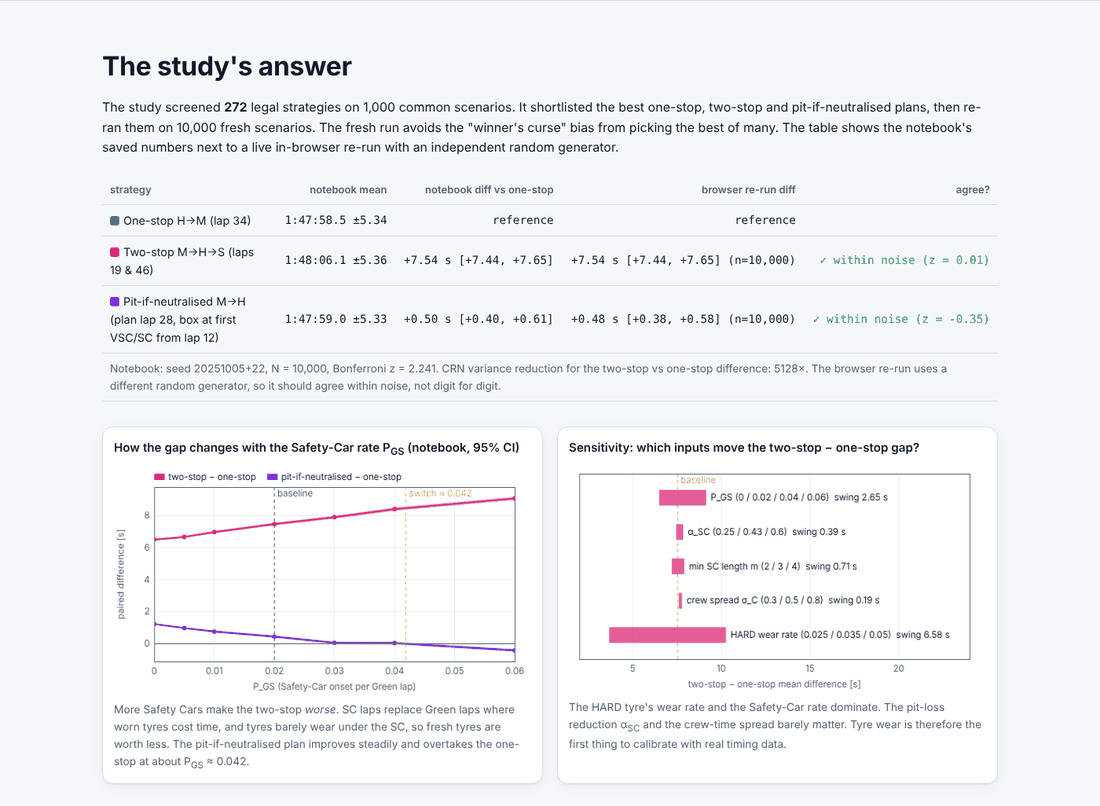 The study's answer
The study screened 272 legal strategies on 1,000 common scenarios. It shortlisted the best one-stop, two-stop and pit-if-neutralised plans, then re-
ran them on 10,000 fresh scenarios. The fresh run avoids the "winner's curse" bias from picking the best of many. The table shows the notebook's
saved numbers next to a live in-browser re-run with an independent random generator.
strategy notebook mean notebook diff vs one-stop browser re-run diff agree?
One-stop H→M (lap 34) 1:47:58.5 ±5.34 reference reference
Two-stop M→H→S (laps
19 & 46) 1:48:06.1 ±5.36 +7.54 s [+7.44, +7.65] +7.54 s [+7.44, +7.65] (n=10,000) ✓ within noise (z = 0.01)
Pit-if-neutralised M→H
(plan lap 28, box at first
VSC/SC from lap 12) 1:47:59.0 ±5.33 +0.50 s [+0.40, +0.61] +0.48 s [+0.38, +0.58] (n=10,000) ✓ within noise (z = -0.35)
Notebook: seed 20251005+22, N = 10,000, Bonferroni z = 2.241. CRN variance reduction for the two-stop vs one-stop difference: 5128×. The browser re-run uses a
different random generator, so it should agree within noise, not digit for digit.
How the gap changes with the Safety-Car rate PGS (notebook, 95% CI)
two-stop − one-stop pit-if-neutralised − one-stop
baseline switch ≈ 0.042
paired difference [s]
8
6
4
2
0
0 0.01 0.02 0.03 0.04 0.05 0.06
P_GS (Safety-Car onset per Green lap)
More Safety Cars make the two-stop worse. SC laps replace Green laps where
worn tyres cost time, and tyres barely wear under the SC, so fresh tyres are
worth less. The pit-if-neutralised plan improves steadily and overtakes the one-
stop at about PGS ≈ 0.042.
Sensitivity: which inputs move the two-stop − one-stop gap?
baseline
P_GS (0 / 0.02 / 0.04 / 0.06) swing 2.65 s
α_SC (0.25 / 0.43 / 0.6) swing 0.39 s
min SC length m (2 / 3 / 4) swing 0.71 s
crew spread σ_C (0.3 / 0.5 / 0.8) swing 0.19 s
HARD wear rate (0.025 / 0.035 / 0.05) swing 6.58 s
5 10 15 20
two-stop − one-stop mean difference [s]
The HARD tyre's wear rate and the Safety-Car rate dominate. The pit-loss
reduction αSC and the crew-time spread barely matter. Tyre wear is therefore the
first thing to calibrate with real timing data.